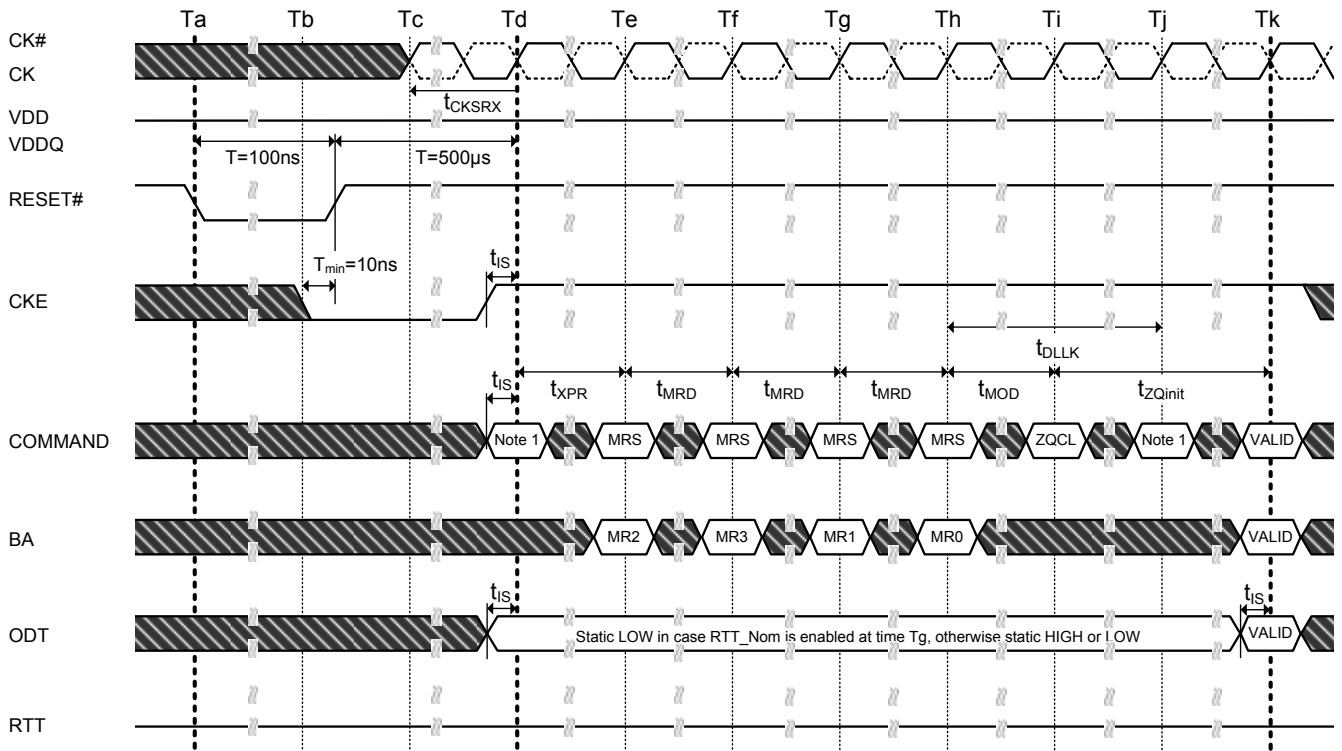 Ta Tb Tc Td Te Tf Tg Th Ti Tj Tk
CK#
CK
tCKSRX
VDD
VDDQ
T=100ns T=500µs
RESET#
Tmin=10ns tIS
CKE
tDLLK
tIS tXPR tMRD tMRD tMRD tMOD tZQinit
COMMAND Note 1 MRS MRS MRS MRS ZQCL Note 1 VALID
BA MR2 MR3 MR1 MR0 VALID
tIS tIS
ODT Static LOW in case RTT_Nom is enabled at time Tg, otherwise static HIGH or LOW VALID
RTT